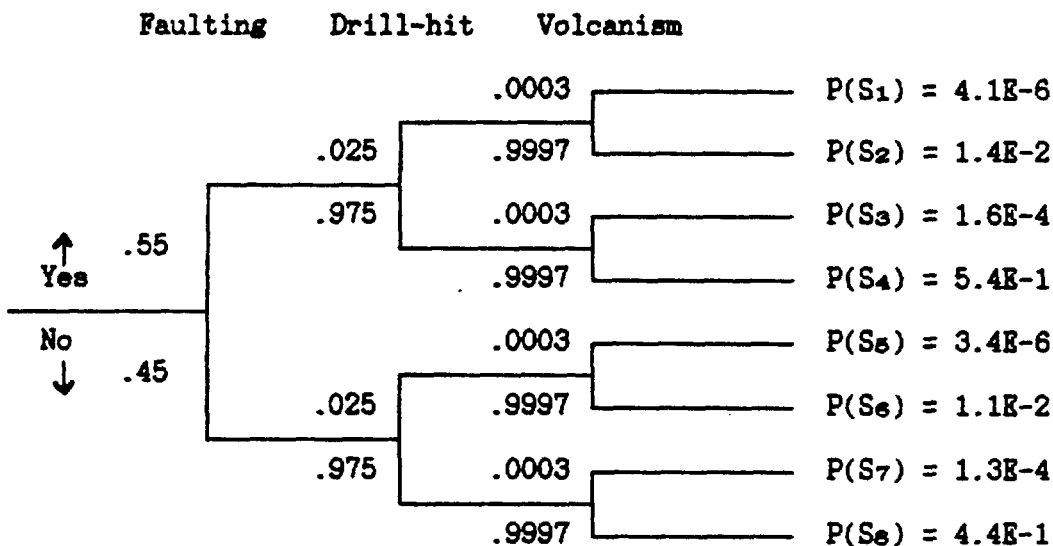 Faulting Drill-hit Volcanism
.0003 P(S1) = 4.1E-6
.025 .9997 P(S2) = 1.4E-2
.975 .0003 P(S3) = 1.6E-4
↑ .55
Yes .9997 P(S4) = 5.4E-1
No .0003 P(S5) = 3.4E-6
↓ .45
.025 .9997 P(S6) = 1.1E-2
.975 .0003 P(S7) = 1.3E-4
.9997 P(S8) = 4.4E-1